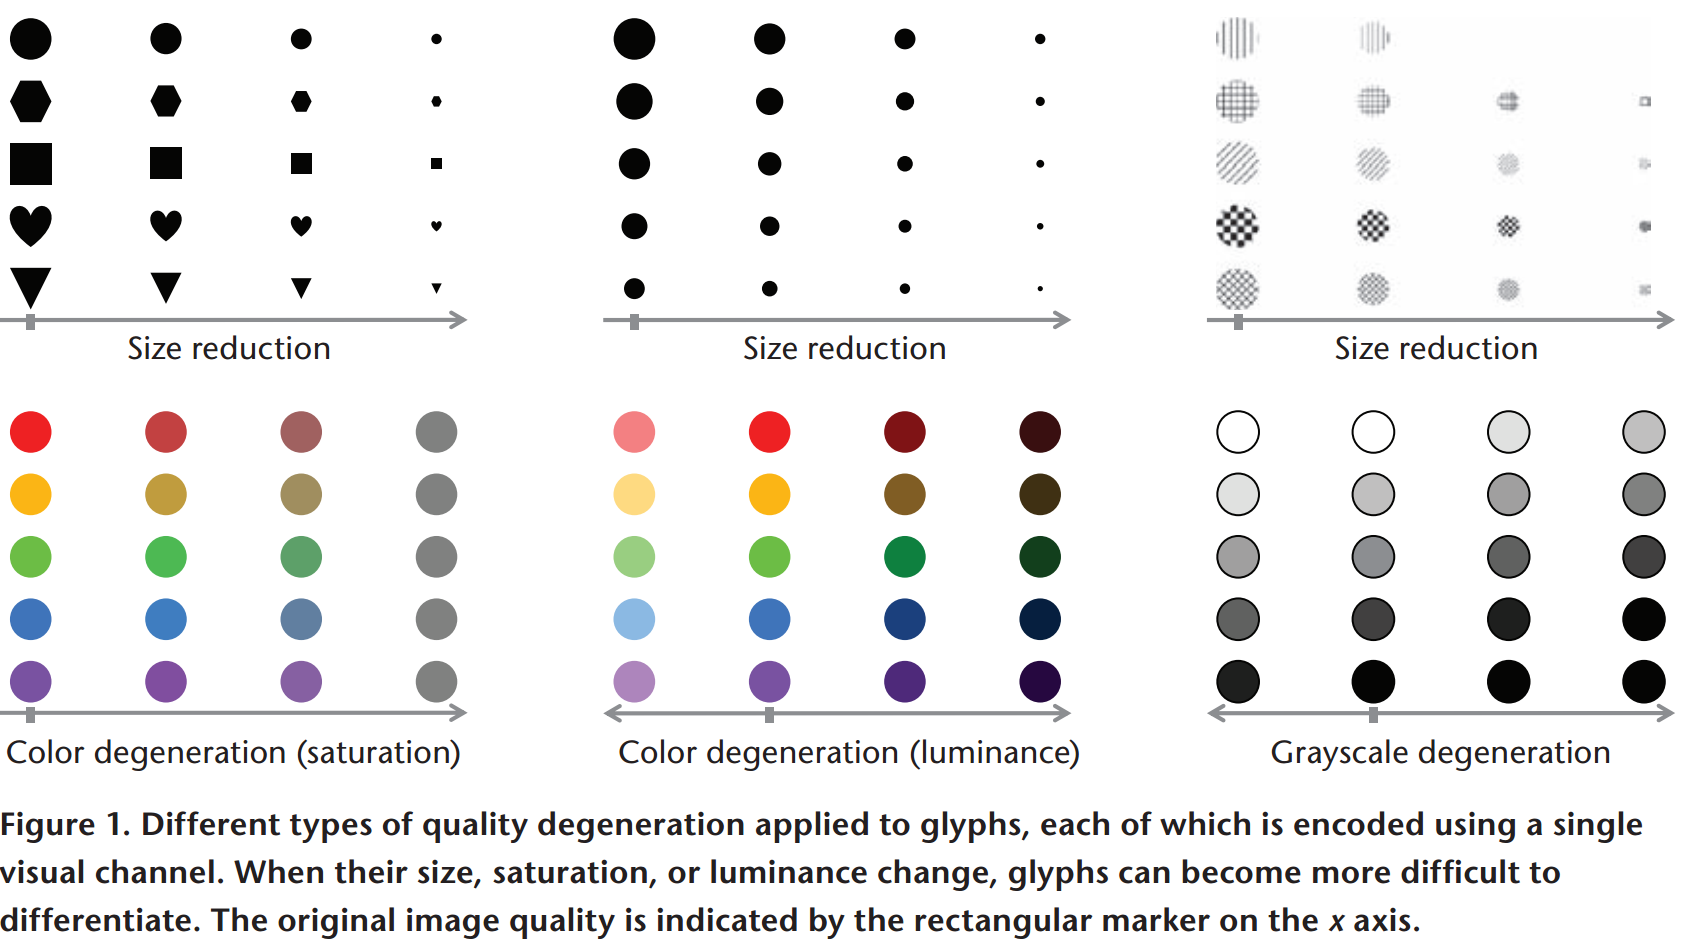 Size reduction
Size reduction
Size reduction
Color degeneration (saturation)
Color degeneration (luminance)
Grayscale degeneration
Figure 1. Different types of quality degeneration applied to glyphs, each of which is encoded using a single
visual channel. When their size, saturation, or luminance change, glyphs can become more difficult to
differentiate. The original image quality is indicated by the rectangular marker on the x axis.